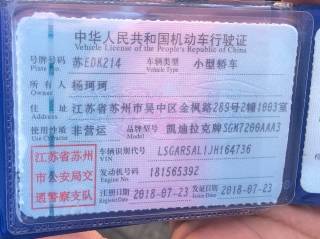 中华人民共和国机动车行驶证
Vehicle License of the People's Republic of China
号牌号码 苏EDK214 车辆类型 小型轿车
Plate No. Vehicle Type
所有人 杨珂珂
Owner
住址 江苏省苏州市吴中区金枫路289号2幢1003室
Address
使用性质 非营运 品牌型号 凯迪拉克牌SGM7200AAA3
Use Character Model
江苏省苏州
市公安局交
通警察支队
车辆识别代号 LSGAR5AL1JH164736
VIN
发动机号码 181565392
Engine No.
注册日期 2018-07-23 发证日期 2018-07-23
Register Date Issue Date